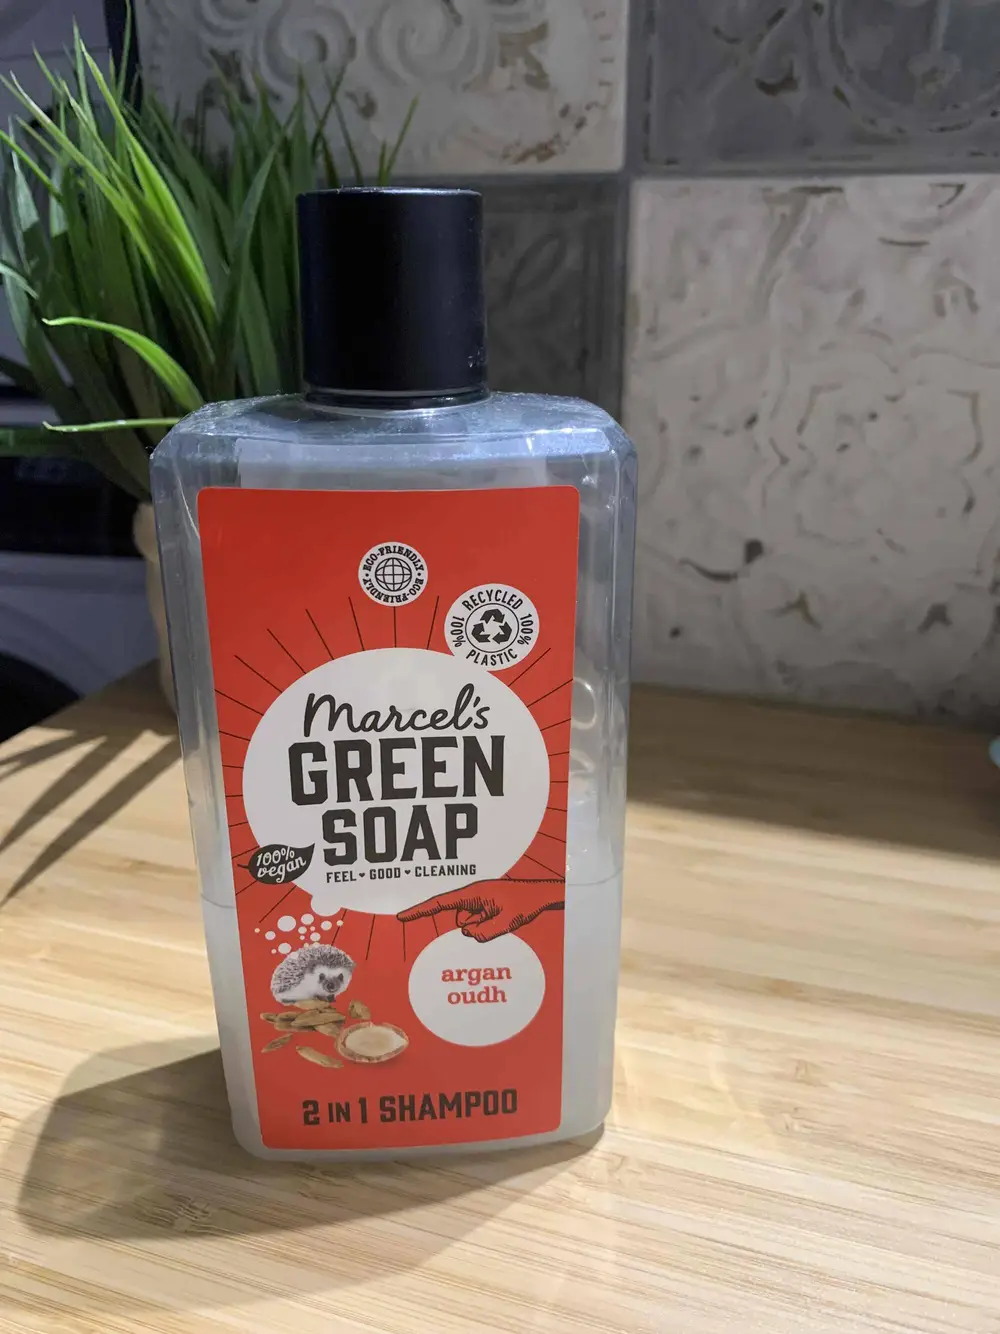 ECO-FRIENDLY • ECO-FRIENDLY •
RECYCLED
100% 100%
PLASTIC
Marcel's
GREEN
SOAP
FEEL ♥ GOOD ♥ CLEANING
100%
vegan
argan
oudh
2 IN 1 SHAMPOO